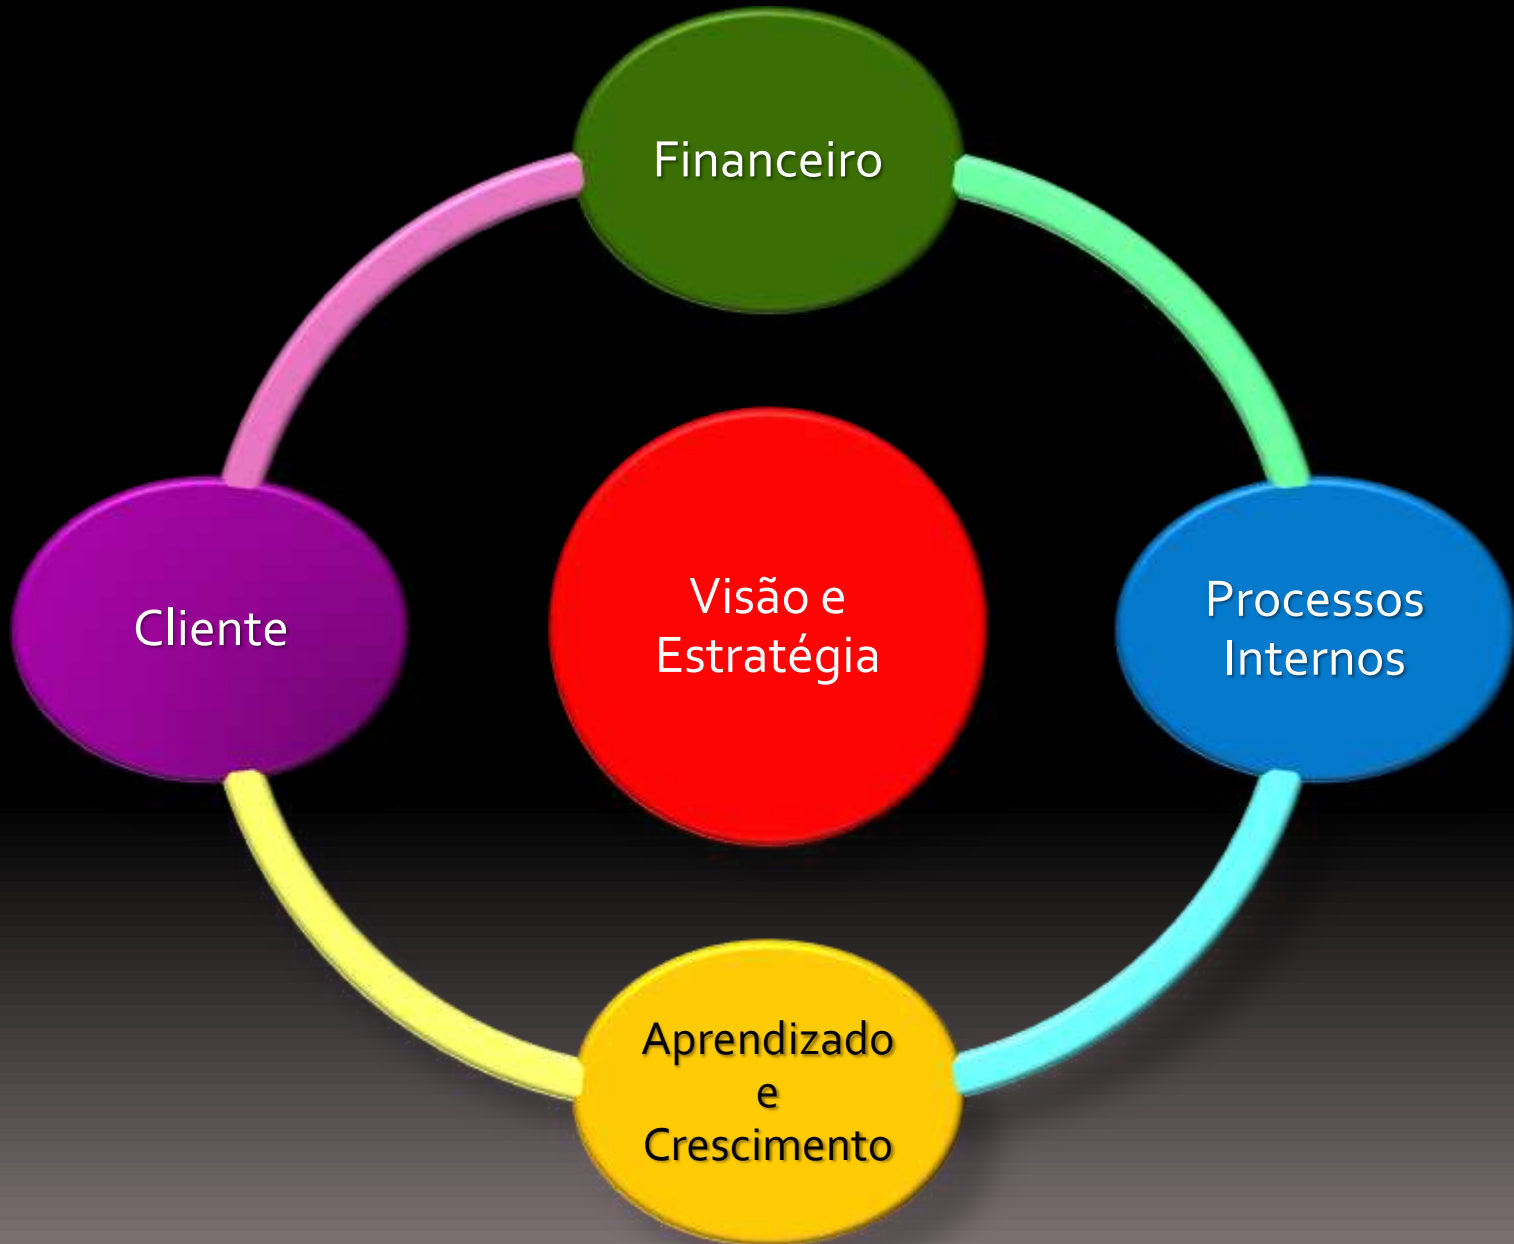 Financeiro
Cliente
Visão e
Estratégia
Processos
Internos
Aprendizado
e
Crescimento